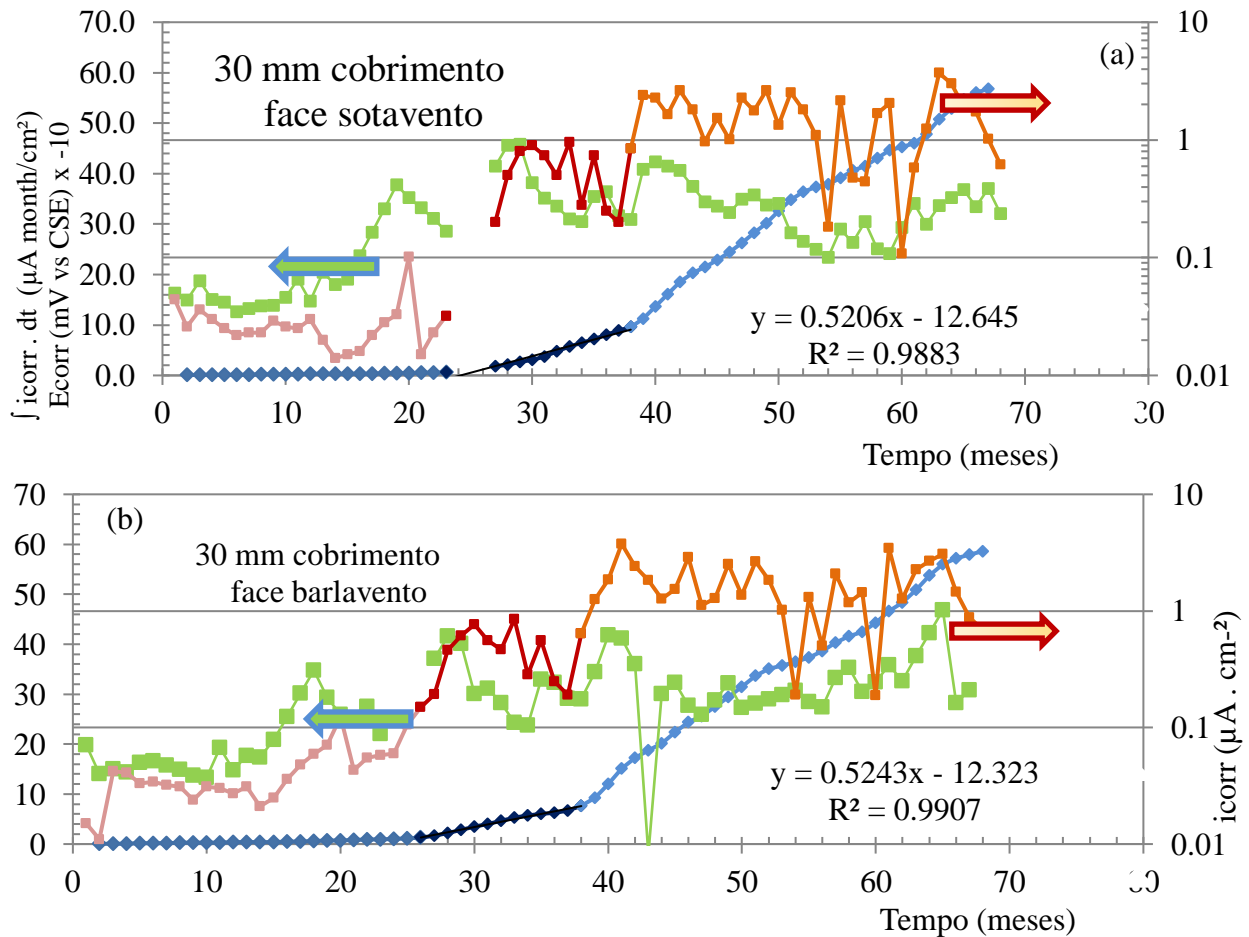 70.0
60.0
50.0
40.0
30.0
20.0
10.0
0.0
∫ icorr . dt (µA month/cm²)
Ecorr (mV vs CSE) x -10
30 mm cobrimento
face sotavento
(a)
10
1
0.1
0.01
y = 0.5206x - 12.645
R² = 0.9883
0 10 20 30 40 50 60 70
Tempo (meses)
70
60
50
40
30
20
10
0
(b)
30 mm cobrimento
face barlavento
10
1
0.1
0.01
icorr (µA . cm-²)
y = 0.5243x - 12.323
R² = 0.9907
0 10 20 30 40 50 60 70
Tempo (meses)